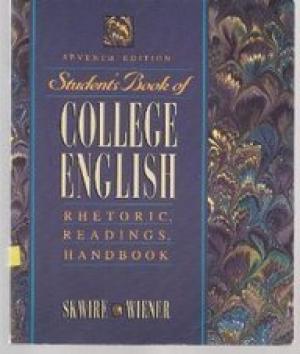 SEVENTH EDITION
Student's Book of
COLLEGE
ENGLISH
RHETORIC,
READINGS,
HANDBOOK
SKWIRE WIENER